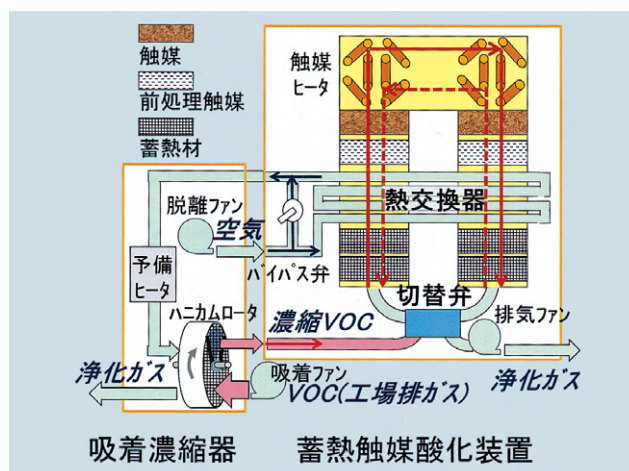 触媒
前処理触媒
蓄熱材
触媒
ヒータ
熱交換器
脱離ファン
空気
バイパス弁
予備
ヒータ
ハニカムロータ
切替弁
濃縮VOC
排気ファン
浄化ガス
吸着ファン
VOC(工場排ガス)
浄化ガス
吸着濃縮器
蓄熱触媒酸化装置